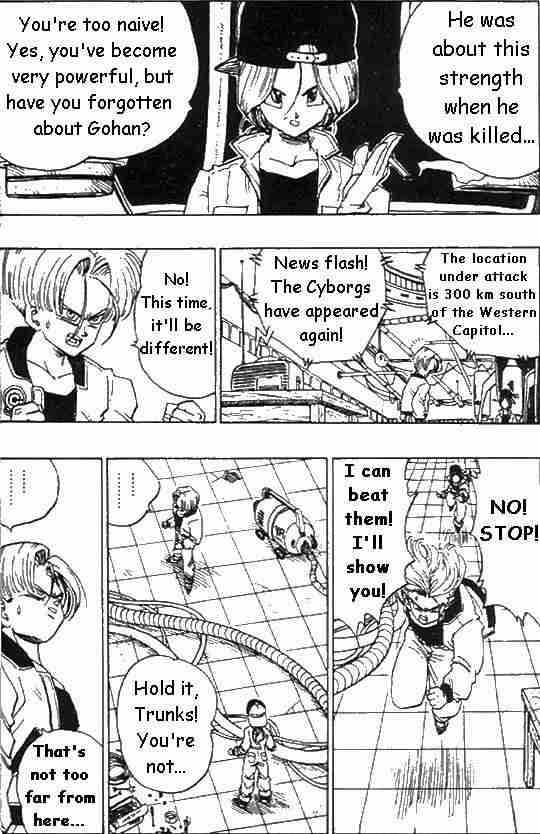 You're too naive!
Yes, you've become
very powerful, but
have you forgotten
about Gohan?
He was
about this
strength
when he
was killed...
No!
This time,
it'll be
different!
News flash!
The Cyborgs
have appeared
again!
The location
under attack
is 300 km south
of the Western
Capitol...
......
That's
not too
far from
here...
......
Hold it,
Trunks!
You're
not...
I can
beat
them!
I'll
show
you!
NO!
STOP!